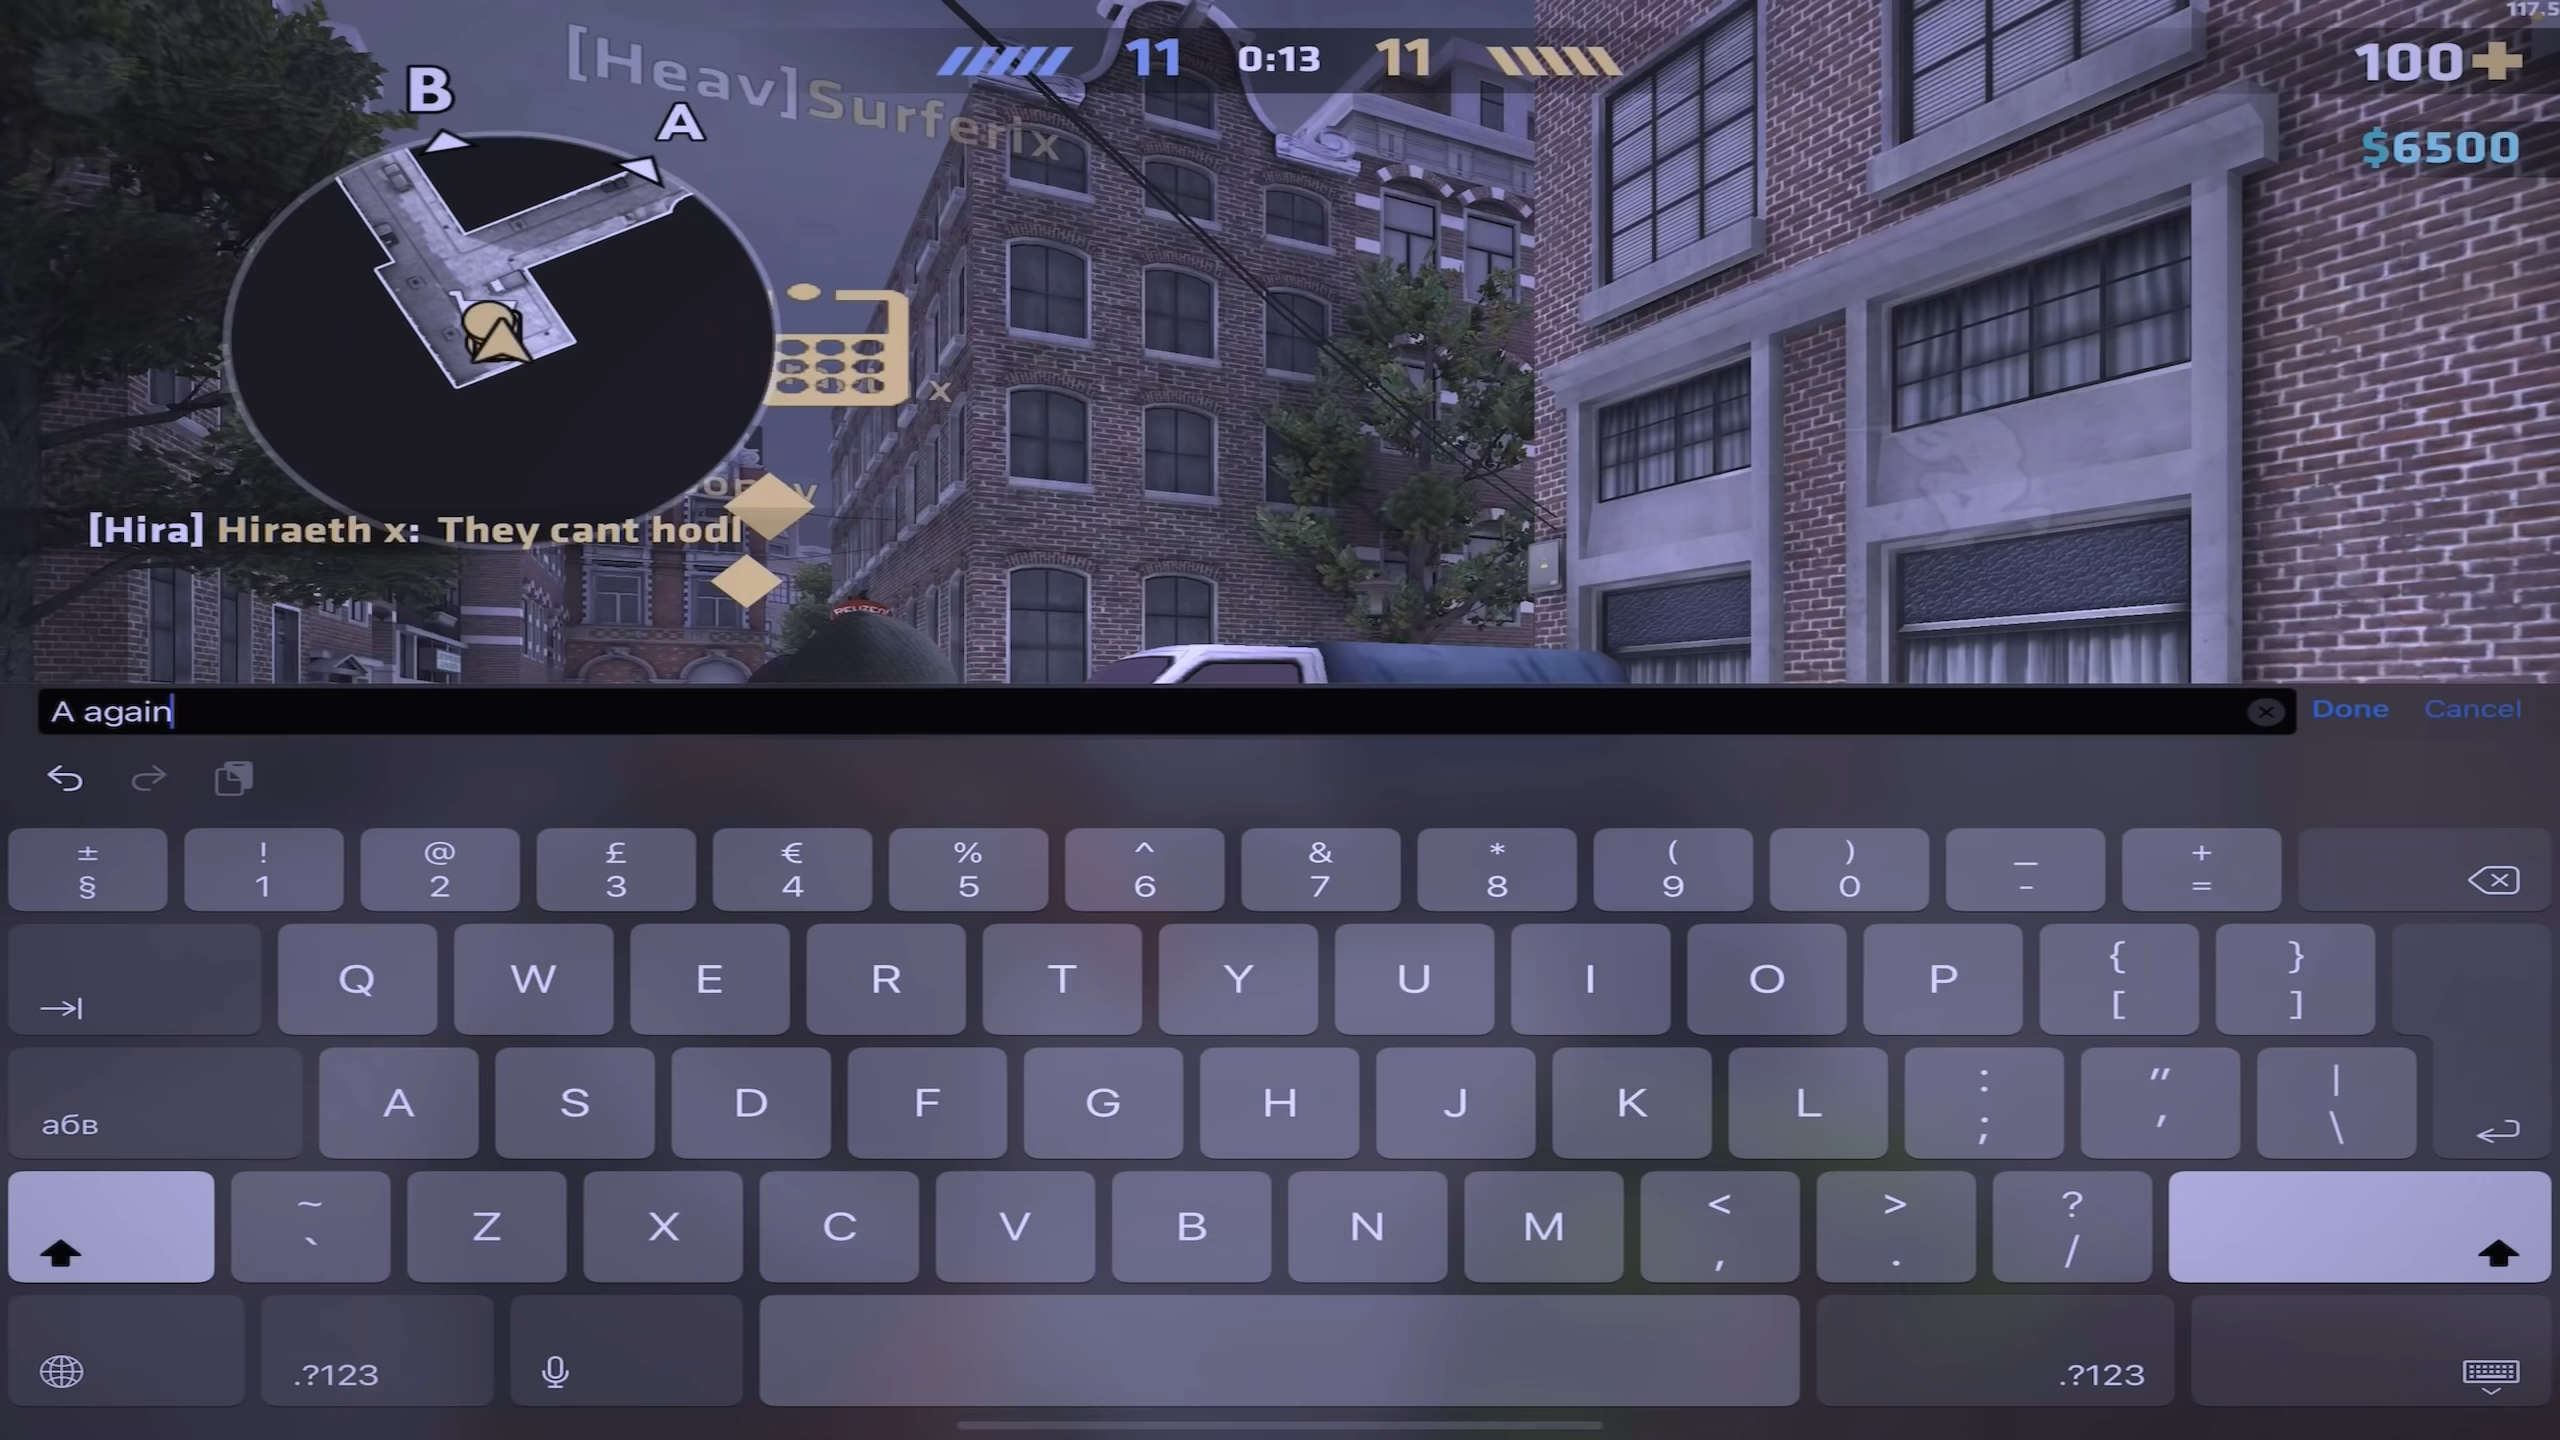 117.5
11 0:13 11
100
$6500
B
A
[Heav]Surferix
x
[Hira] Hiraeth x: They cant hodl
A again
Done Cancel
± ! @ £ € % ^ & * ( ) _ +
§ 1 2 3 4 5 6 7 8 9 0 - =
Q W E R T Y U I O P { }
[ ]
абв A S D F G H J K L : " |
; ' \
~ Z X C V B N M < > ?
` , . /
.?123 .?123